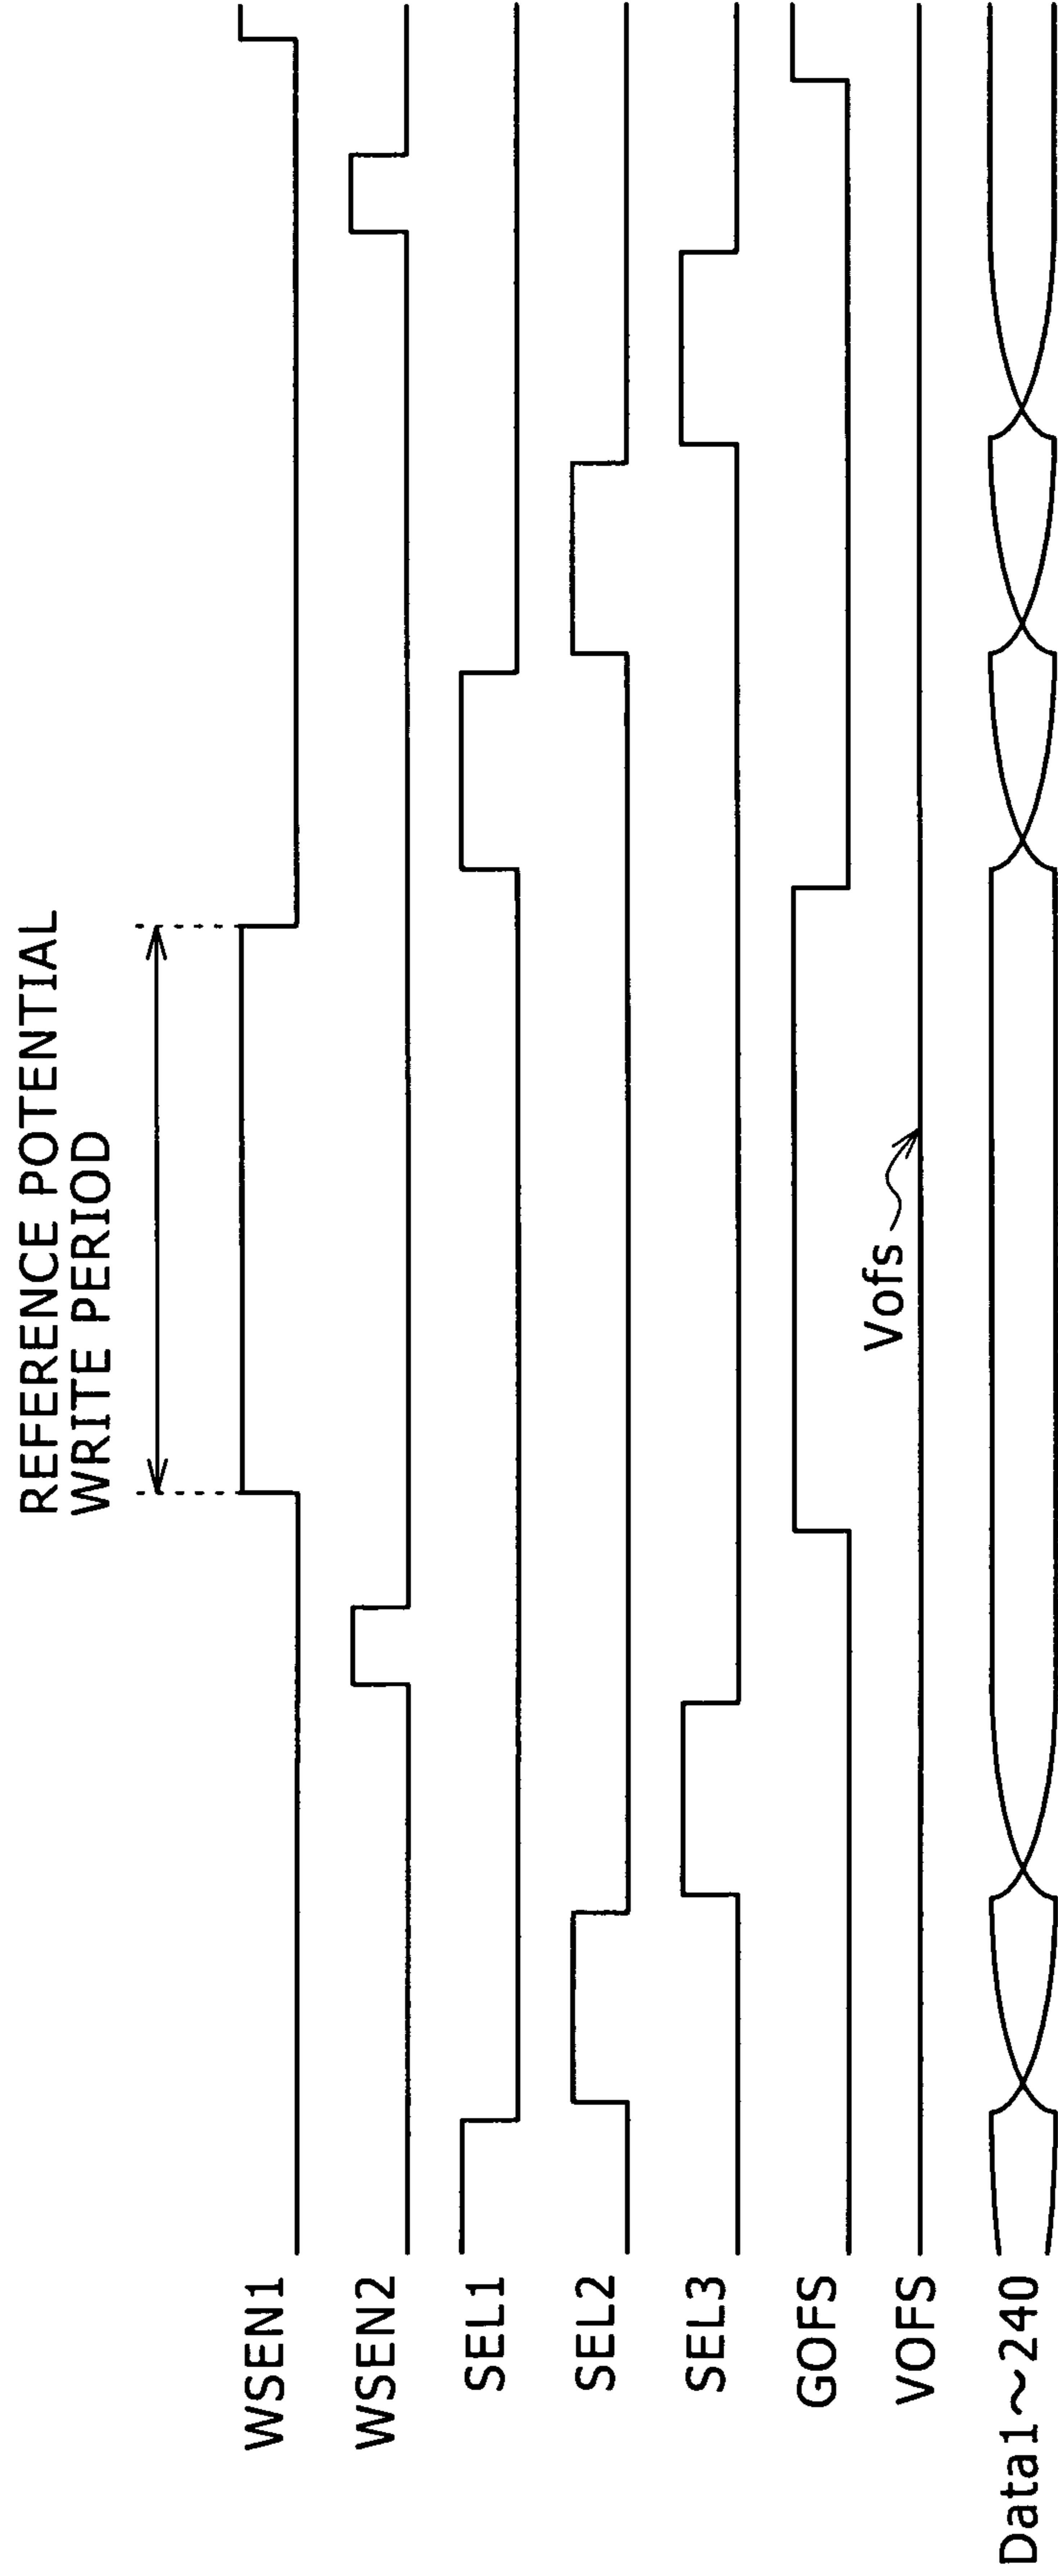 REFERENCE POTENTIAL
WRITE PERIOD
WSEN1
WSEN2
SEL1
SEL2
SEL3
GOFS
Vofs
VOFS
Data1~240